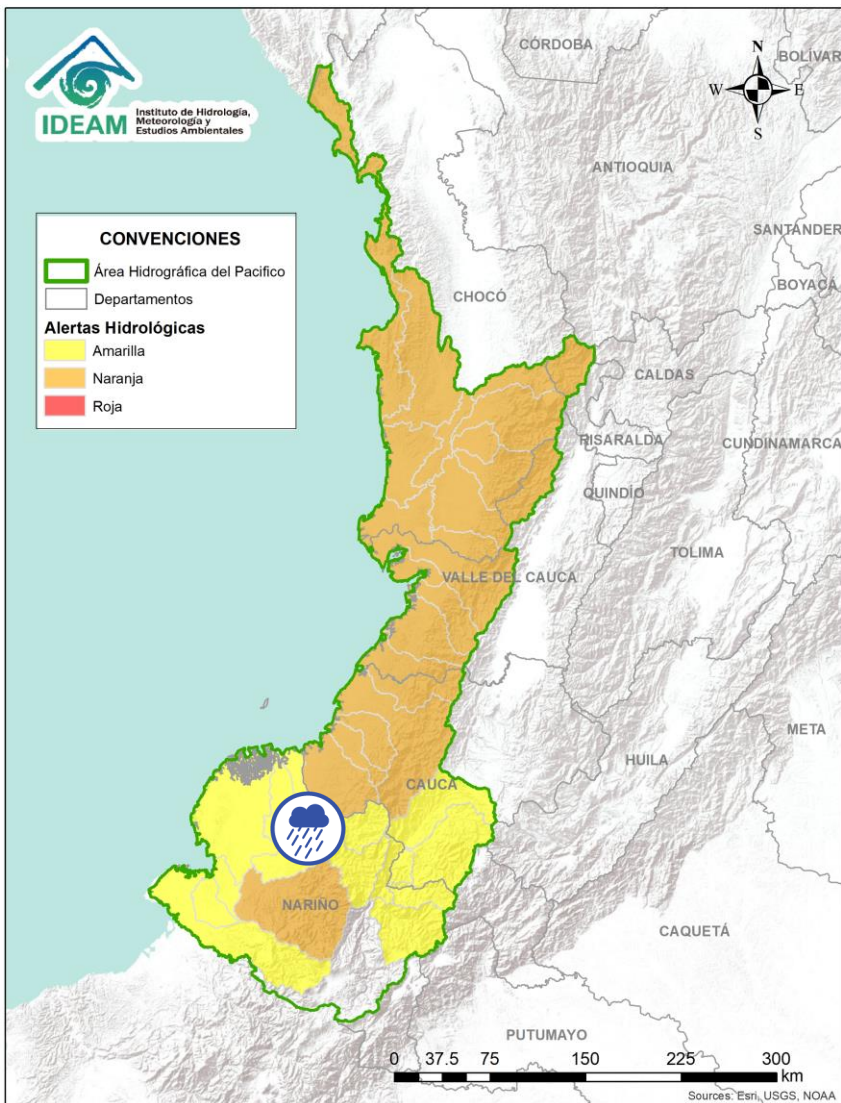 IDEAM
Instituto de Hidrología,
Meteorología y
Estudios Ambientales
CÓRDOBA
BOLÍVAR
N
W
E
S
ANTIOQUIA
SANTANDER
BOYACÁ
CONVENCIONES
Área Hidrográfica del Pacifico
Departamentos
Alertas Hidrológicas
Amarilla
Naranja
Roja
CHOCÓ
CALDAS
RISARALDA
CUNDINAMARCA
QUINDÍO
TOLIMA
VALLE DEL CAUCA
META
HUILA
CAUCA
NARIÑO
CAQUETÁ
PUTUMAYO
0 37.5 75 150 225 300
km
Sources: Esri, USGS, NOAA